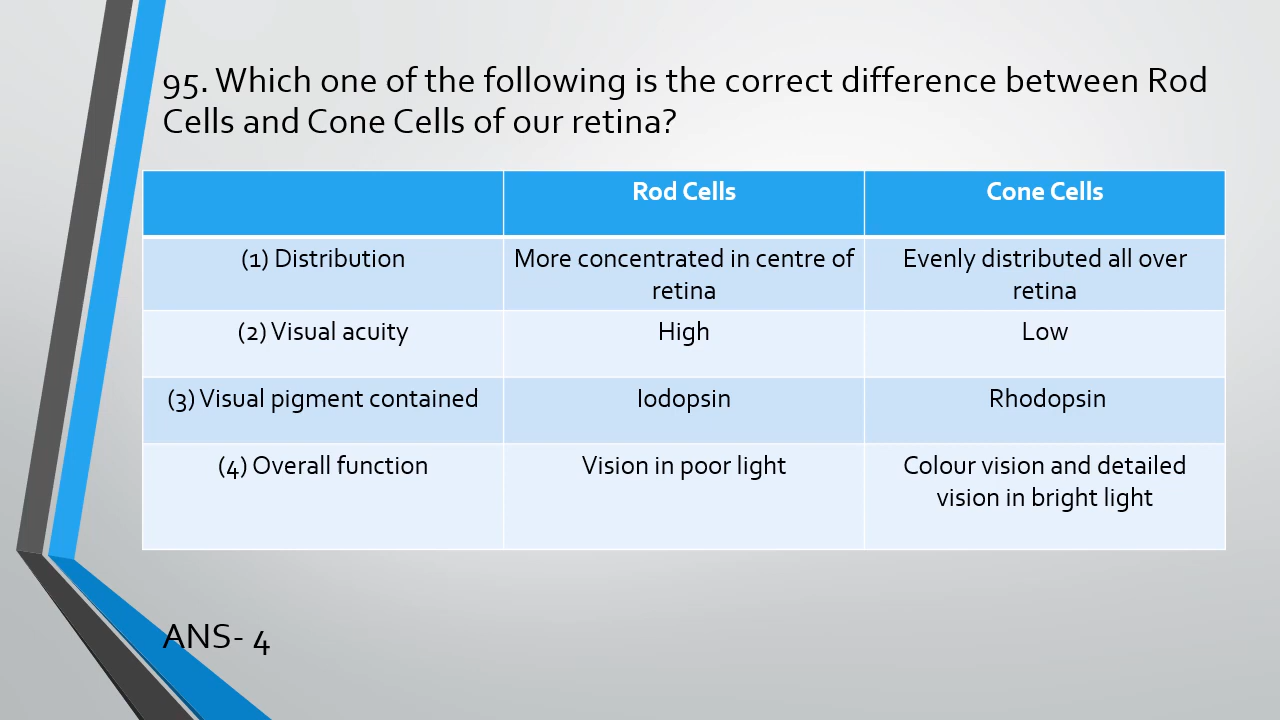 95. Which one of the following is the correct difference between Rod
Cells and Cone Cells of our retina?
Rod Cells
Cone Cells
(1) Distribution
More concentrated in centre of
retina
Evenly distributed all over
retina
(2) Visual acuity
High
Low
(3) Visual pigment contained
Iodopsin
Rhodopsin
(4) Overall function
Vision in poor light
Colour vision and detailed
vision in bright light
ANS- 4